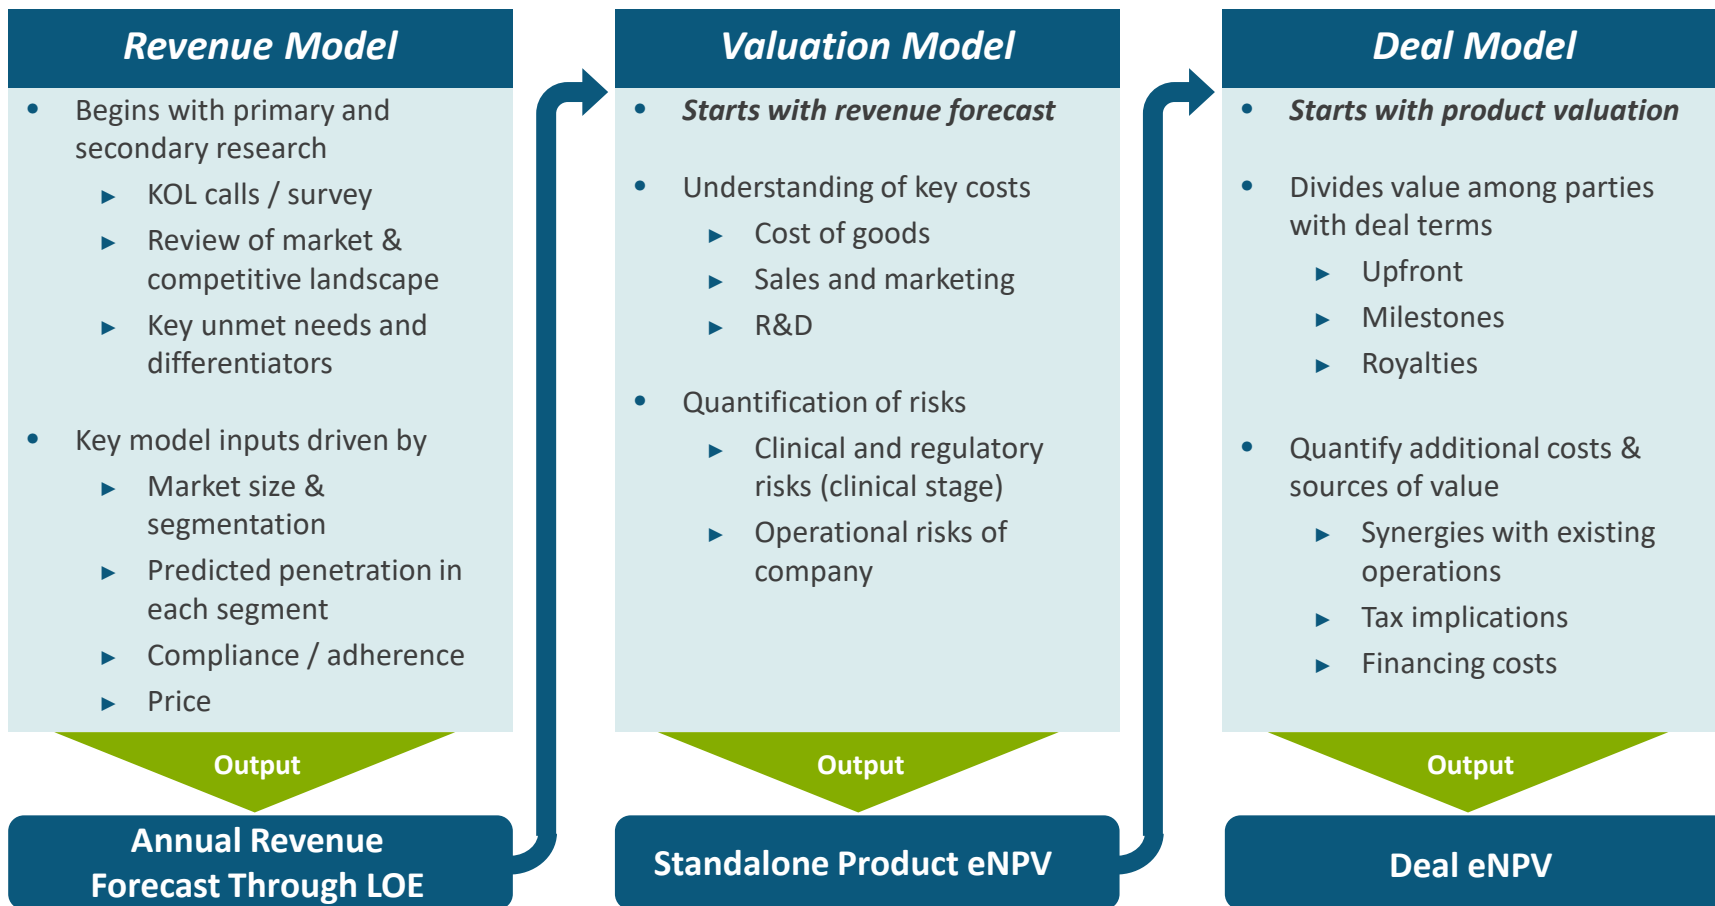 Revenue Model
• Begins with primary and
secondary research
► KOL calls / survey
► Review of market &
competitive landscape
► Key unmet needs and
differentiators
• Key model inputs driven by
► Market size &
segmentation
► Predicted penetration in
each segment
► Compliance / adherence
► Price
Output
Annual Revenue
Forecast Through LOE
Valuation Model
• Starts with revenue forecast
• Understanding of key costs
► Cost of goods
► Sales and marketing
► R&D
• Quantification of risks
► Clinical and regulatory
risks (clinical stage)
► Operational risks of
company
Output
Standalone Product eNPV
Deal Model
• Starts with product valuation
• Divides value among parties
with deal terms
► Upfront
► Milestones
► Royalties
• Quantify additional costs &
sources of value
► Synergies with existing
operations
► Tax implications
► Financing costs
Output
Deal eNPV